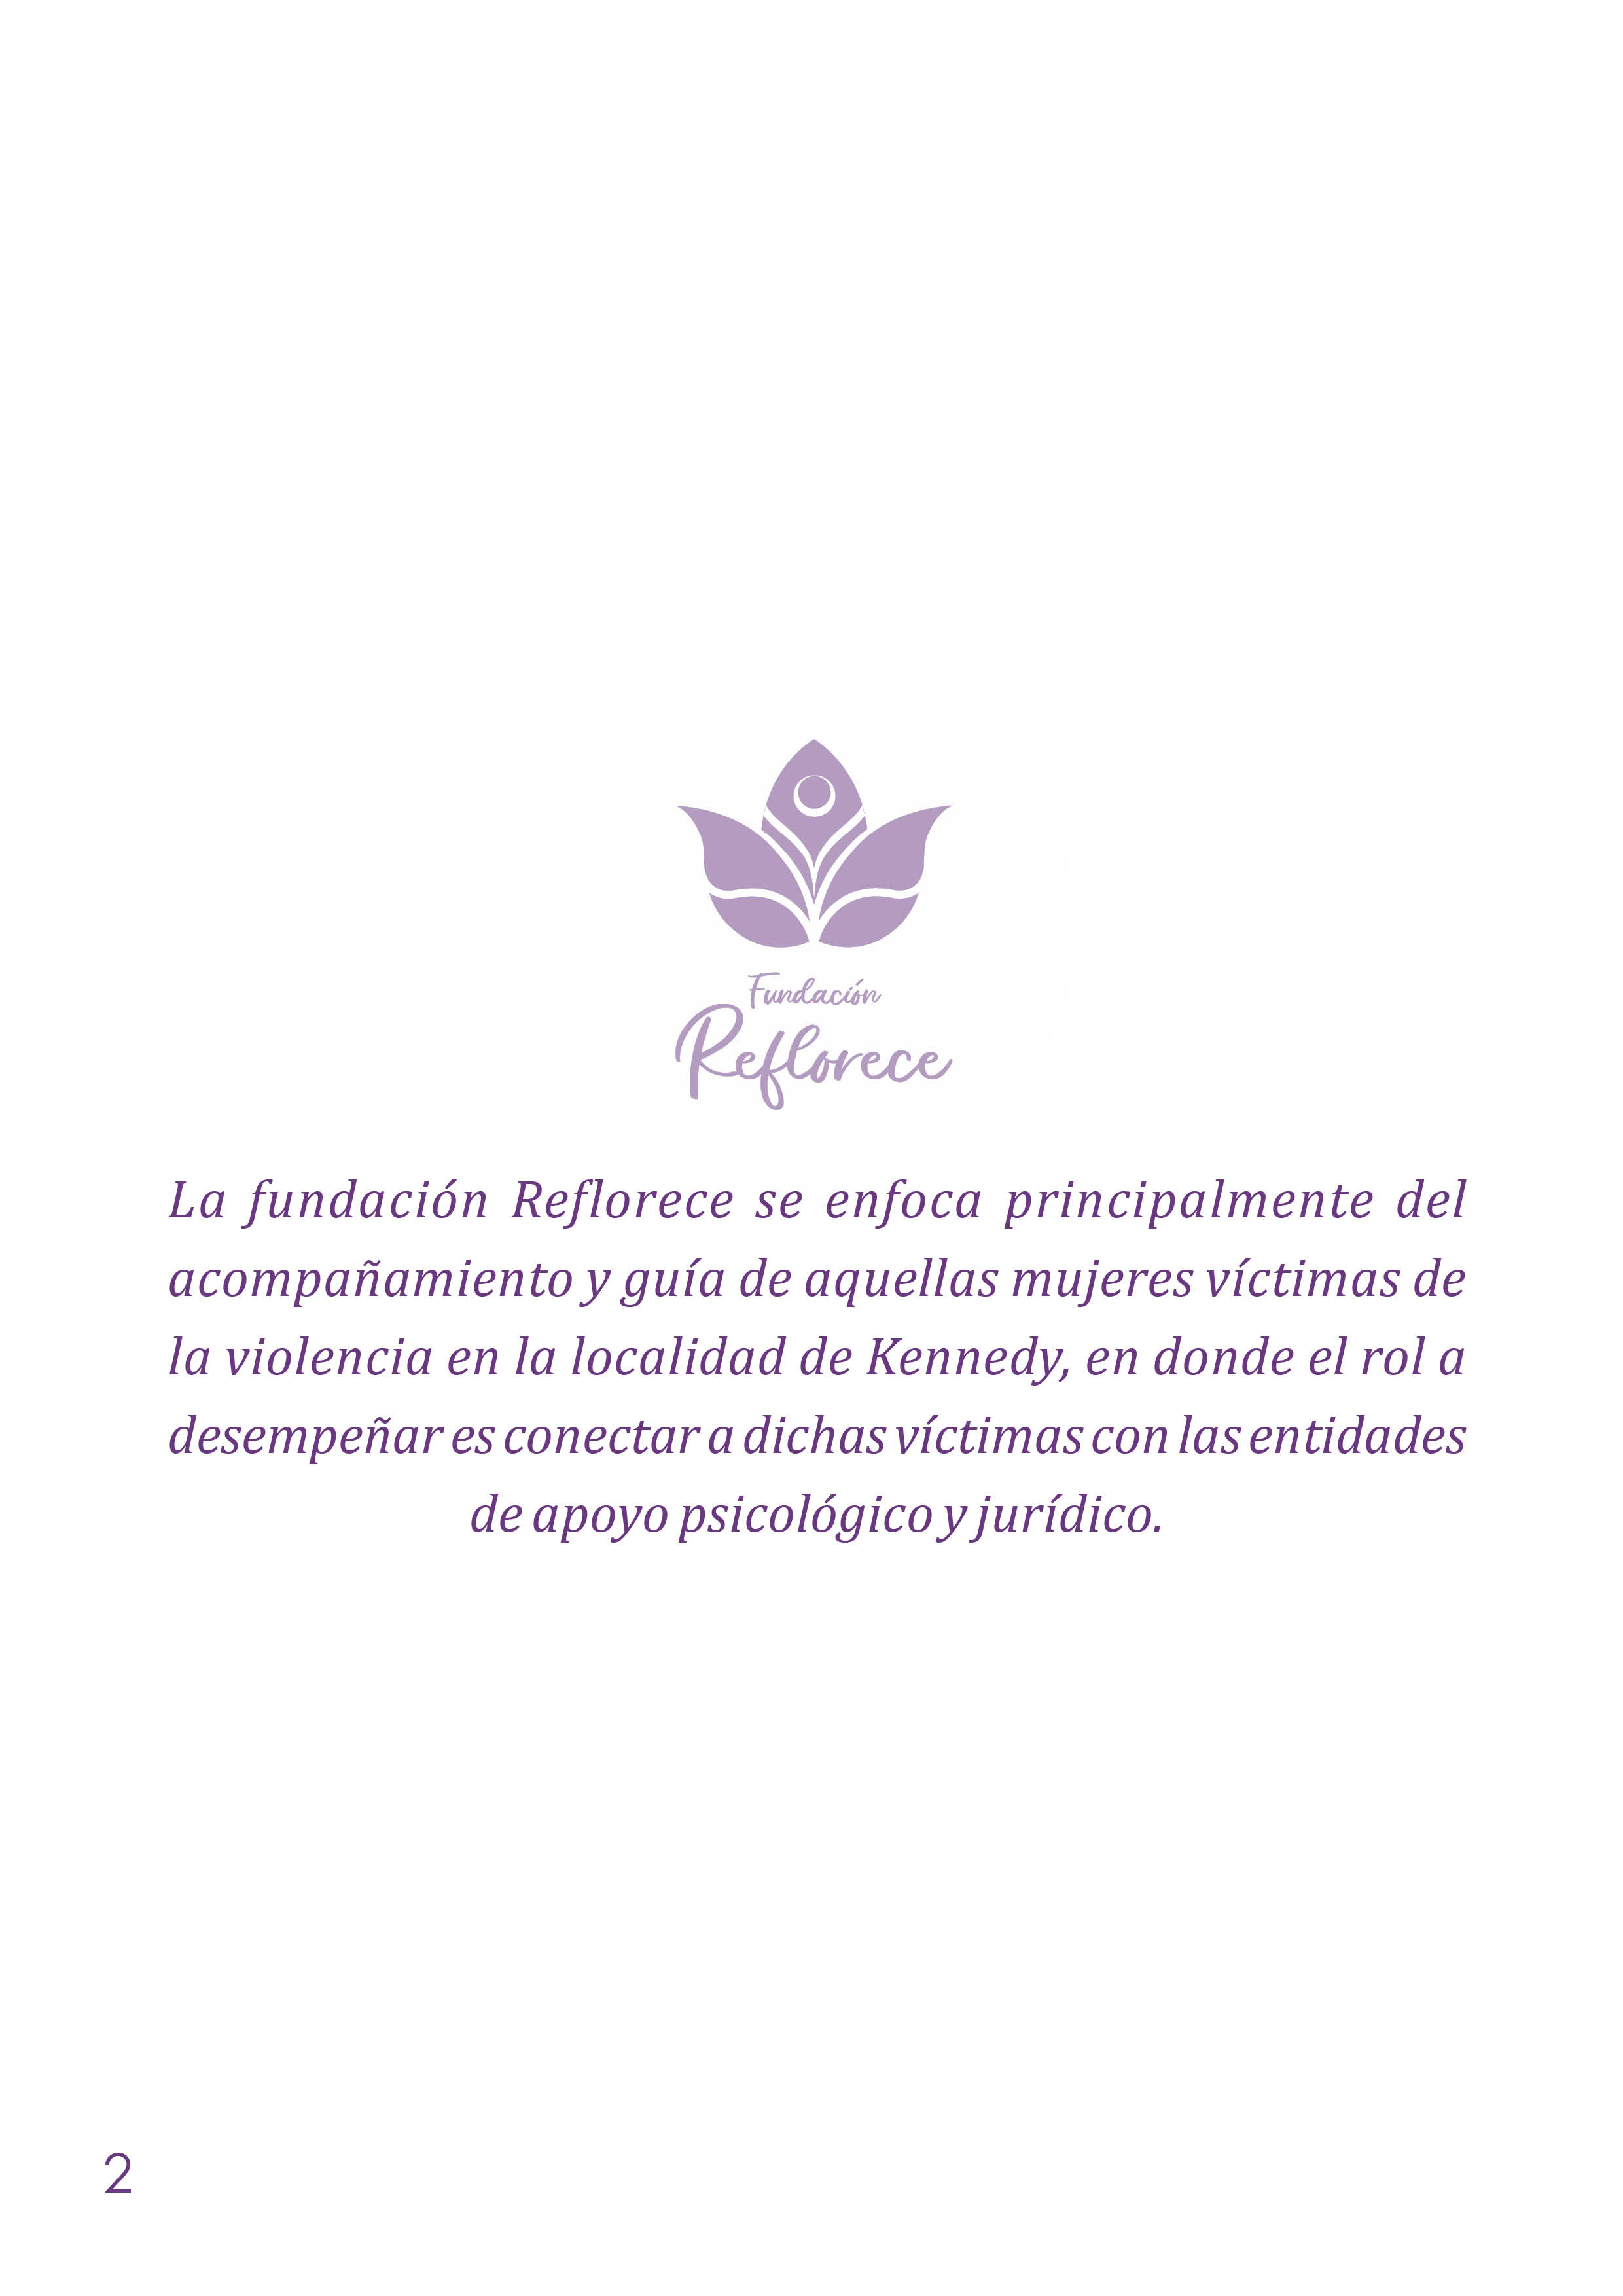 Fundación
Reflorece
La fundación Reflorece se enfoca principalmente del
acompañamiento y guía de aquellas mujeres víctimas de
la violencia en la localidad de Kennedy, en donde el rol a
desempeñar es conectar a dichas víctimas con las entidades
de apoyo psicológico y jurídico.
2